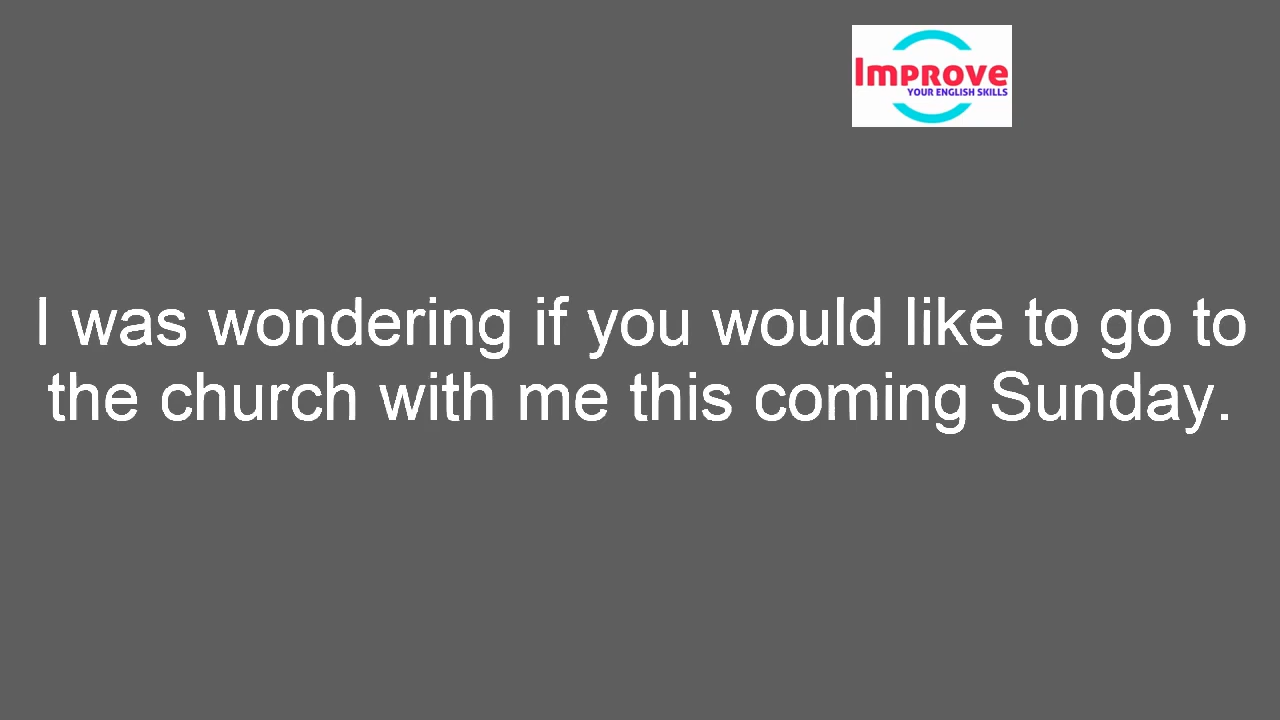 Improve
YOUR ENGLISH SKILLS
I was wondering if you would like to go to
the church with me this coming Sunday.